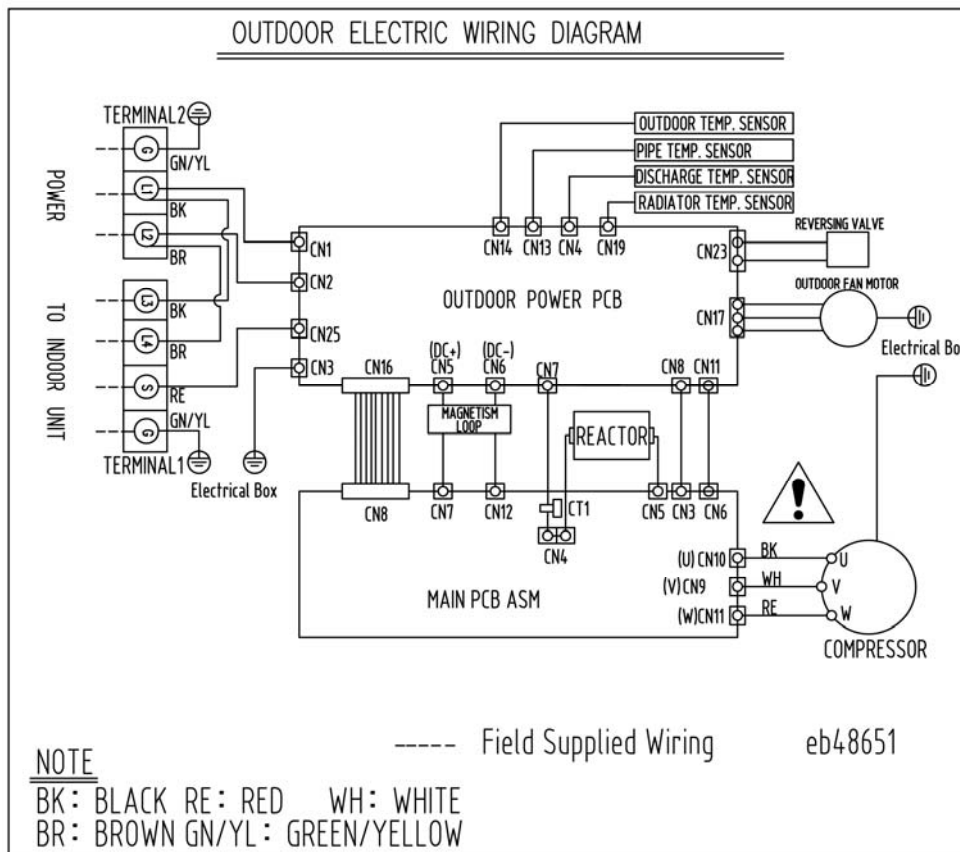 OUTDOOR ELECTRIC WIRING DIAGRAM
TERMINAL2
G
GN/YL
L1
BK
L2
BR
POWER
L3
BK
L4
BR
S
RE
GN/YL
G
TERMINAL1
TO INDOOR UNIT
Electrical Box
OUTDOOR TEMP. SENSOR
PIPE TEMP. SENSOR
DISCHARGE TEMP. SENSOR
RADIATOR TEMP. SENSOR
CN14 CN13 CN4 CN19
CN1
CN2
CN25
CN3
OUTDOOR POWER PCB
CN23
CN17
REVERSING VALVE
OUTDOOR FAN MOTOR
Electrical Bo
CN16
(DC+) (DC-)
CN5 CN6 CN7 CN8 CN11
MAGNETISM
LOOP
REACTOR
CN8 CN7 CN12 CT1 CN5 CN3 CN6
CN4
MAIN PCB ASM
(U) CN10 BK U
(V) CN9 WH V
(W) CN11 RE W
!
COMPRESSOR
----- Field Supplied Wiring eb48651
NOTE
BK: BLACK RE: RED WH: WHITE
BR: BROWN GN/YL: GREEN/YELLOW